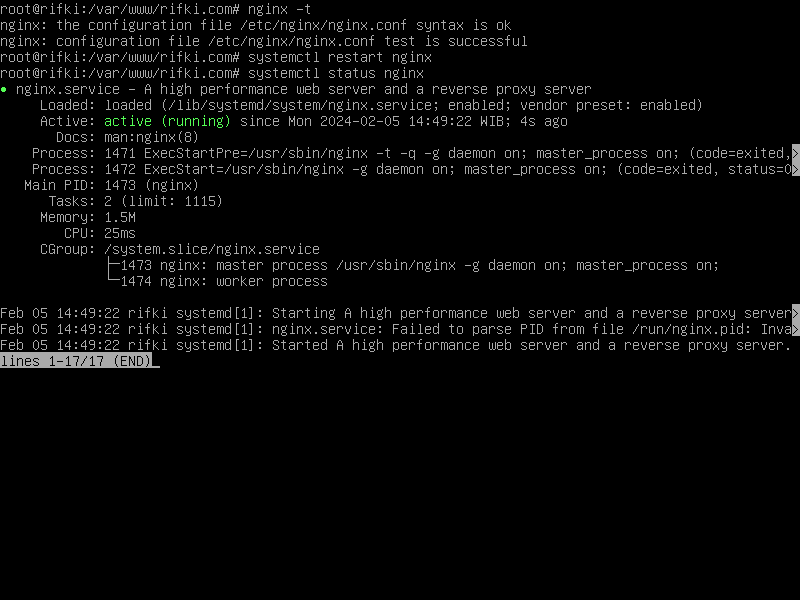 root@rifki:/var/www/rifki.com# nginx -t
nginx: the configuration file /etc/nginx/nginx.conf syntax is ok
nginx: configuration file /etc/nginx/nginx.conf test is successful
root@rifki:/var/www/rifki.com# systemctl restart nginx
root@rifki:/var/www/rifki.com# systemctl status nginx
● nginx.service - A high performance web server and a reverse proxy server
     Loaded: loaded (/lib/systemd/system/nginx.service; enabled; vendor preset: enabled)
     Active: active (running) since Mon 2024-02-05 14:49:22 WIB; 4s ago
       Docs: man:nginx(8)
    Process: 1471 ExecStartPre=/usr/sbin/nginx -t -q -g daemon on; master_process on; (code=exited,>
    Process: 1472 ExecStart=/usr/sbin/nginx -g daemon on; master_process on; (code=exited, status=0>
   Main PID: 1473 (nginx)
      Tasks: 2 (limit: 1115)
     Memory: 1.5M
        CPU: 25ms
     CGroup: /system.slice/nginx.service
             ├─1473 nginx: master process /usr/sbin/nginx -g daemon on; master_process on;
             └─1474 nginx: worker process
Feb 05 14:49:22 rifki systemd[1]: Starting A high performance web server and a reverse proxy server>
Feb 05 14:49:22 rifki systemd[1]: nginx.service: Failed to parse PID from file /run/nginx.pid: Inva>
Feb 05 14:49:22 rifki systemd[1]: Started A high performance web server and a reverse proxy server.
lines 1-17/17 (END)